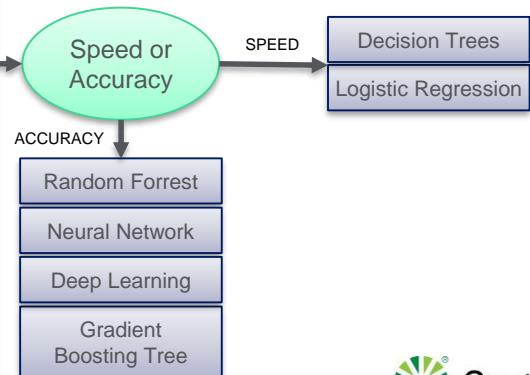 Speed or
Accuracy
SPEED
Decision Trees
Logistic Regression
ACCURACY
Random Forrest
Neural Network
Deep Learning
Gradient
Boosting Tree
®